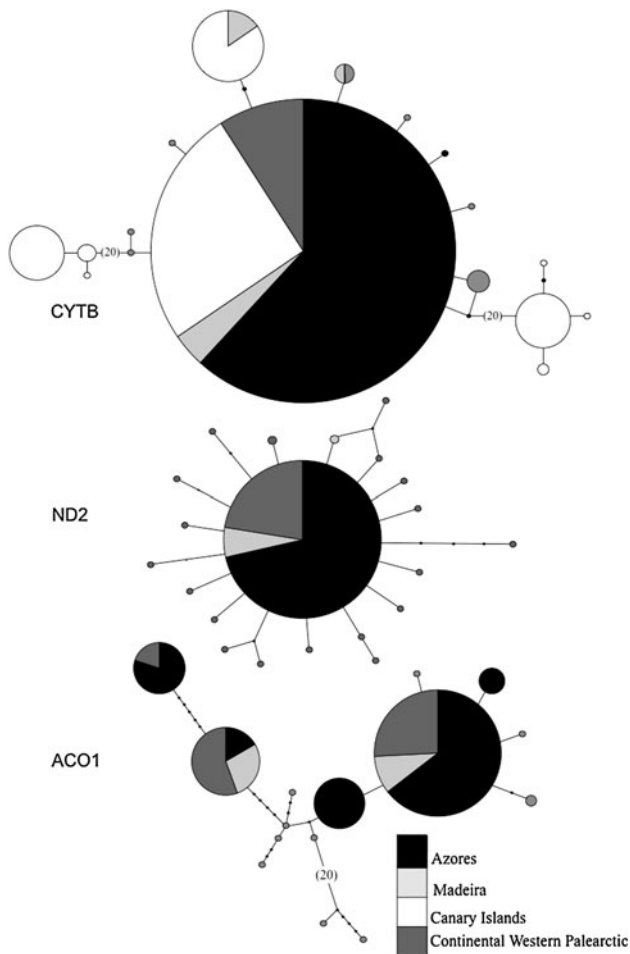 (20)
(20)
CYTB
ND2
ACO1
(20)
Azores
Madeira
Canary Islands
Continental Western Palearctic